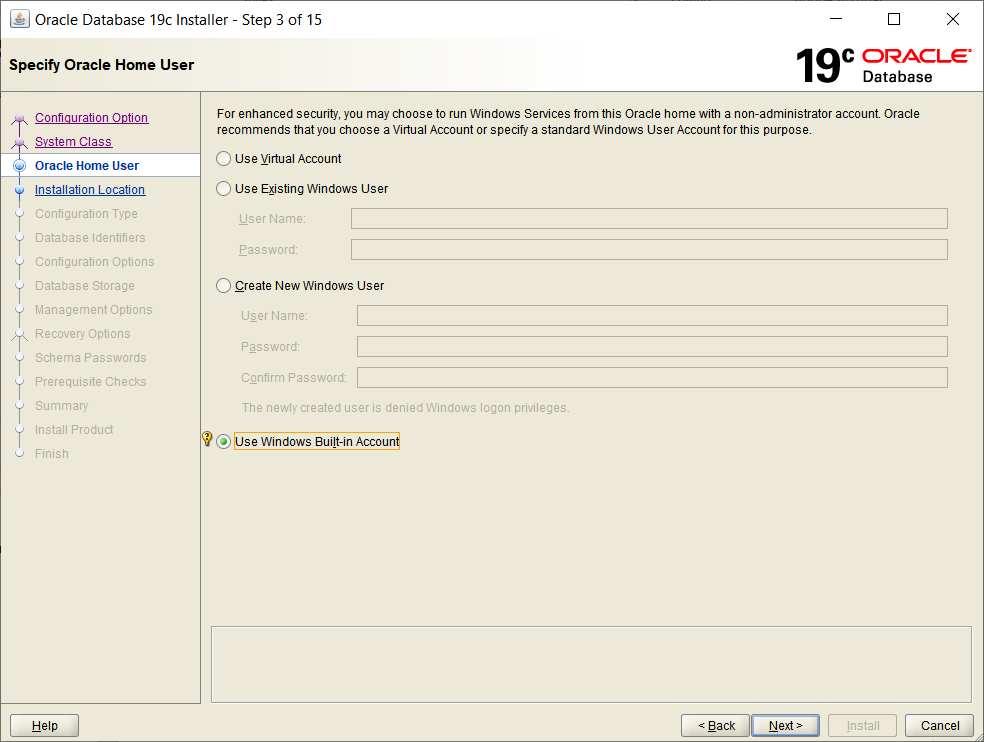 Oracle Database 19c Installer - Step 3 of 15
Specify Oracle Home User
19c ORACLE
Database
Configuration Option
System Class
Oracle Home User
Installation Location
Configuration Type
Database Identifiers
Configuration Options
Database Storage
Management Options
Recovery Options
Schema Passwords
Prerequisite Checks
Summary
Install Product
Finish
For enhanced security, you may choose to run Windows Services from this Oracle home with a non-administrator account. Oracle
recommends that you choose a Virtual Account or specify a standard Windows User Account for this purpose.
Use Virtual Account
Use Existing Windows User
User Name:
Password:
Create New Windows User
User Name:
Password:
Confirm Password:
The newly created user is denied Windows logon privileges.
Use Windows Built-in Account
Help
< Back
Next >
Install
Cancel